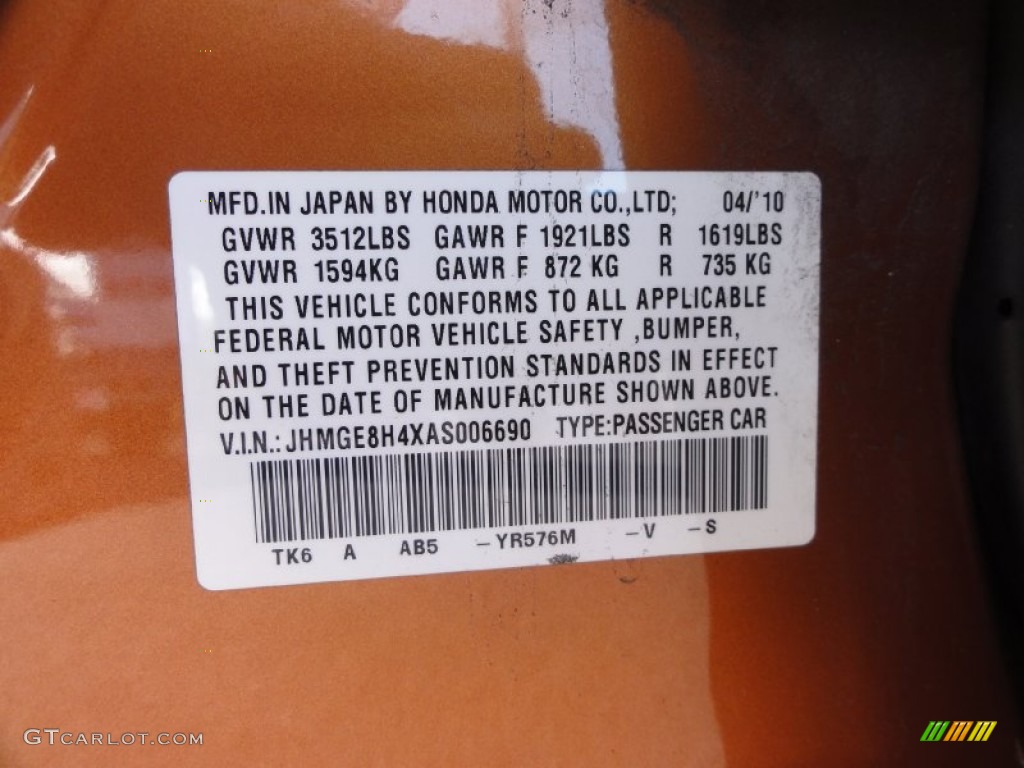 MFD.IN JAPAN BY HONDA MOTOR CO.,LTD; 04/'10
GVWR 3512LBS GAWR F 1921LBS R 1619LBS
GVWR 1594KG GAWR F 872 KG R 735 KG
THIS VEHICLE CONFORMS TO ALL APPLICABLE
FEDERAL MOTOR VEHICLE SAFETY ,BUMPER,
AND THEFT PREVENTION STANDARDS IN EFFECT
ON THE DATE OF MANUFACTURE SHOWN ABOVE.
V.I.N.: JHMGE8H4XAS006690 TYPE:PASSENGER CAR
TK6 A AB5 -YR576M -V -S
GTCARLOT.COM